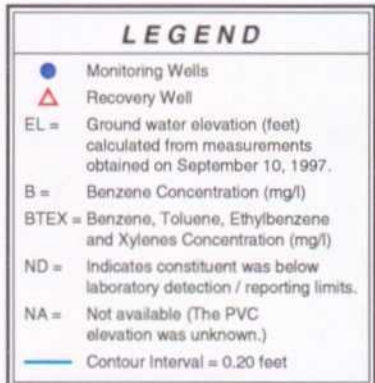 LEGEND
Monitoring Wells
Recovery Well
EL = Ground water elevation (feet)
calculated from measurements
obtained on September 10, 1997.
B = Benzene Concentration (mg/l)
BTEX = Benzene, Toluene, Ethylbenzene
and Xylenes Concentration (mg/l)
ND = Indicates constituent was below
laboratory detection / reporting limits.
NA = Not available (The PVC
elevation was unknown.)
Contour Interval = 0.20 feet